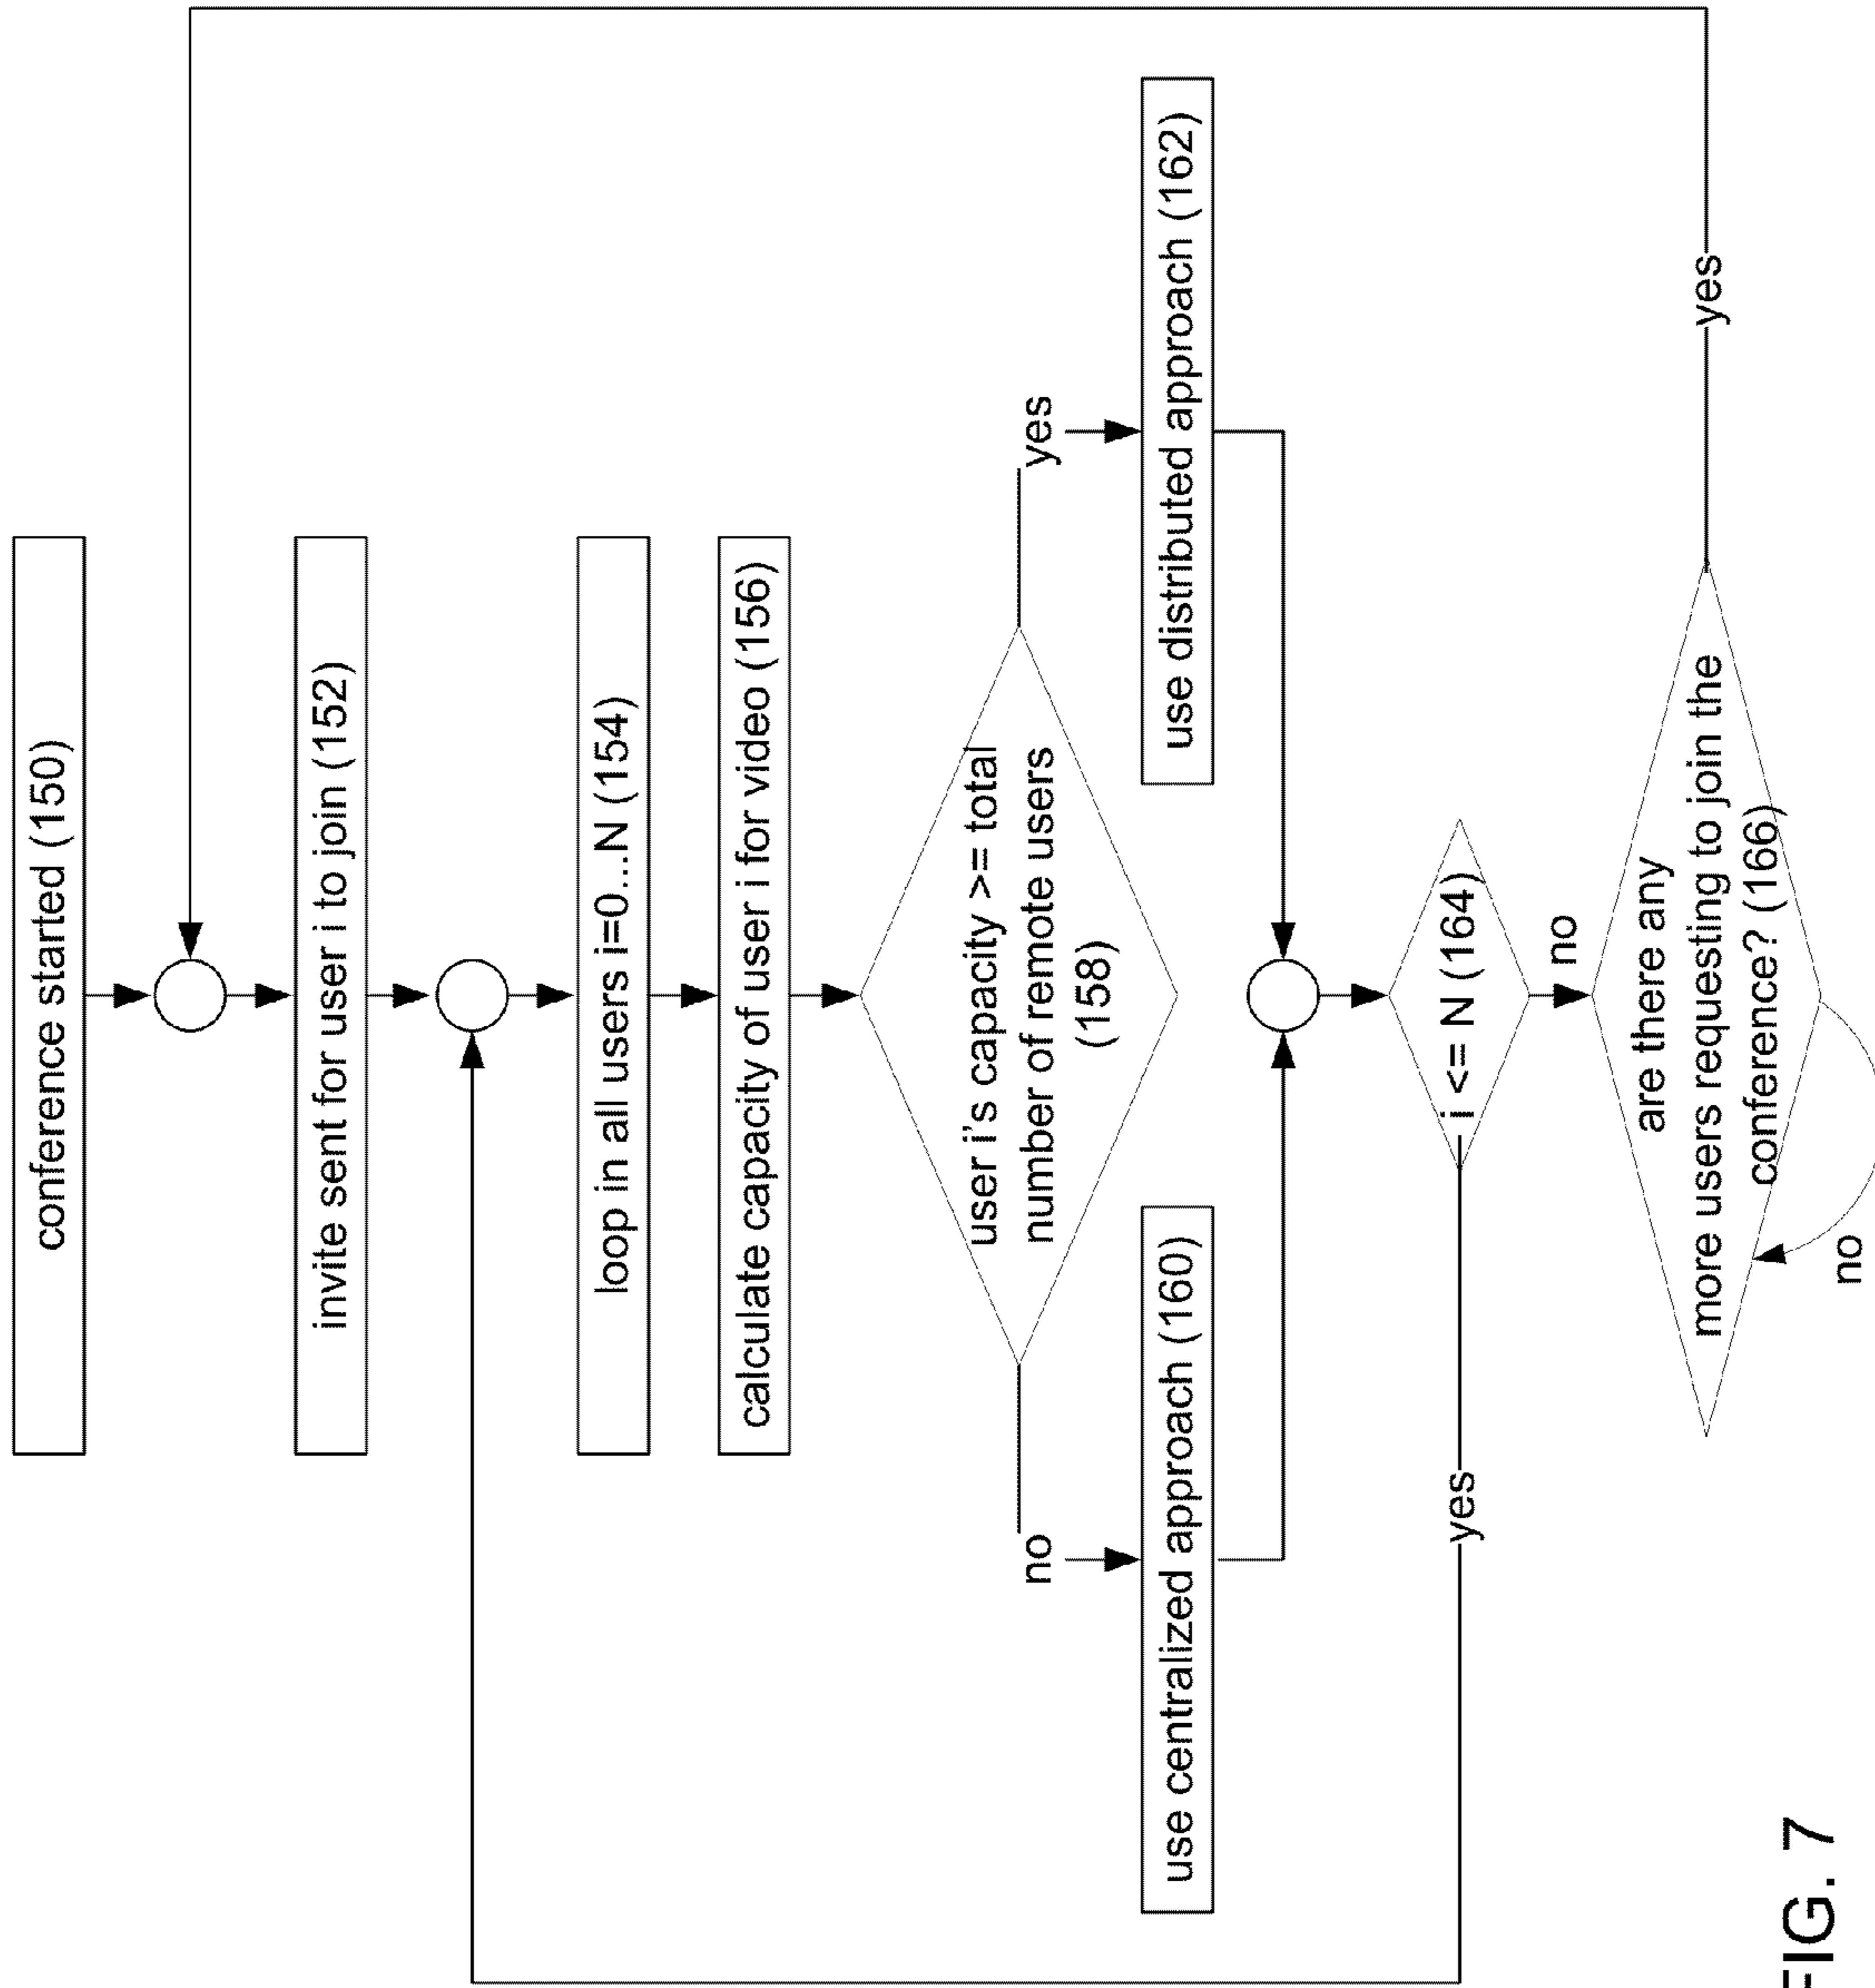 conference started (150)
invite sent for user i to join (152)
loop in all users i=0...N (154)
calculate capacity of user i for video (156)
user i's capacity >= total
number of remote users
(158)
no
yes
use centralized approach (160)
use distributed approach (162)
i <= N (164)
yes
no
are there any
more users requesting to join the
conference? (166)
yes
no
FIG. 7